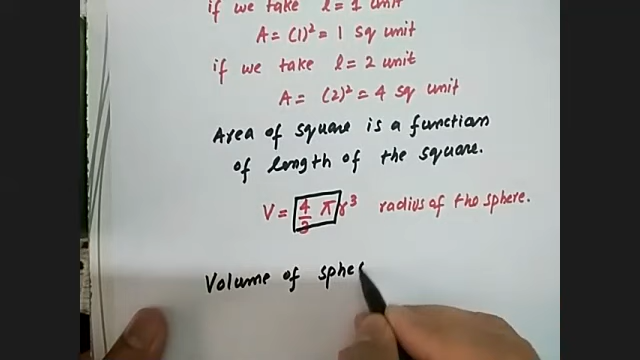 if we take l = 1 unit
A = (1)² = 1 sq unit
if we take l = 2 unit
A = (2)² = 4 sq unit
Area of square is a function
of length of the square.
V = 4/3 π r³ radius of the sphere.
Volume of sphe